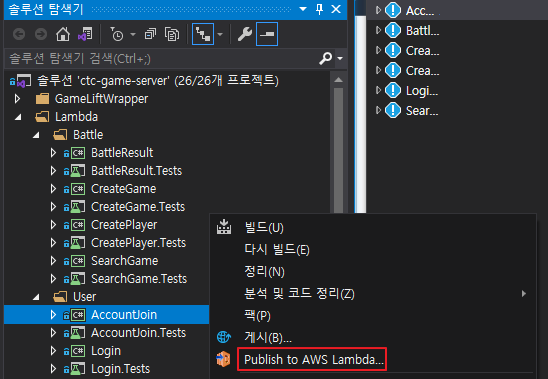 솔루션 탐색기
솔루션 탐색기 검색(Ctrl+;)
솔루션 'ctc-game-server' (26/26개 프로젝트)
GameLiftWrapper
Lambda
Battle
BattleResult
BattleResult.Tests
CreateGame
CreateGame.Tests
CreatePlayer
CreatePlayer.Tests
SearchGame
SearchGame.Tests
User
AccountJoin
AccountJoin.Tests
Login
Login.Tests
Acc...
Battl...
Crea...
Crea...
Logi...
Sear...
빌드(U)
다시 빌드(E)
정리(N)
분석 및 코드 정리(Z)
팩(P)
게시(B)...
Publish to AWS Lambda...